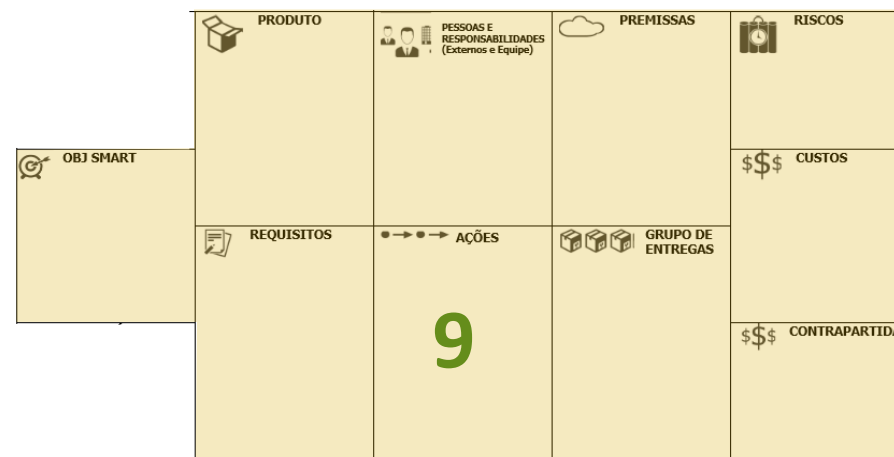 PRODUTO
PESSOAS E
RESPONSABILIDADES
(Externos e Equipe)
PREMISSAS
RISCOS
OBJ SMART
$$$ CUSTOS
REQUISITOS
AÇÕES
GRUPO DE
ENTREGAS
9
$$$ CONTRAPARTIDA